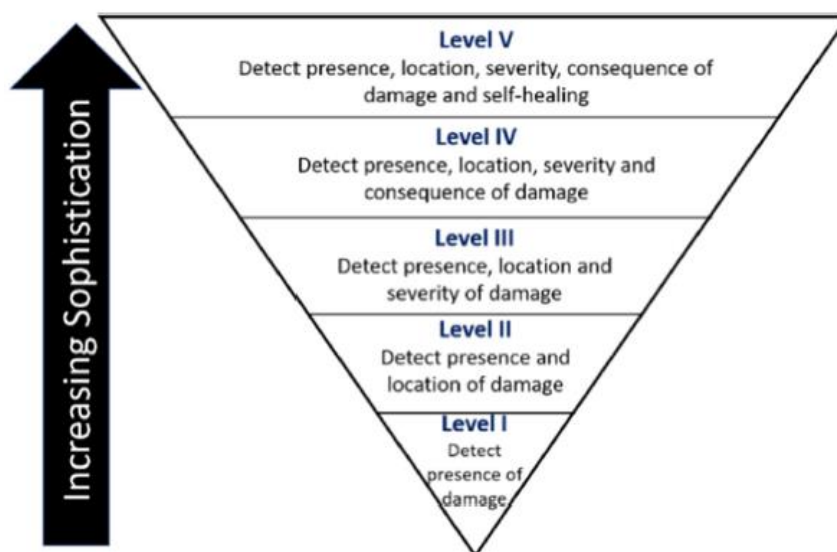 Increasing Sophistication
Level V
Detect presence, location, severity, consequence of
damage and self-healing
Level IV
Detect presence, location, severity and
consequence of damage
Level III
Detect presence, location and
severity of damage
Level II
Detect presence and
location of damage
Level I
Detect
presence of
damage